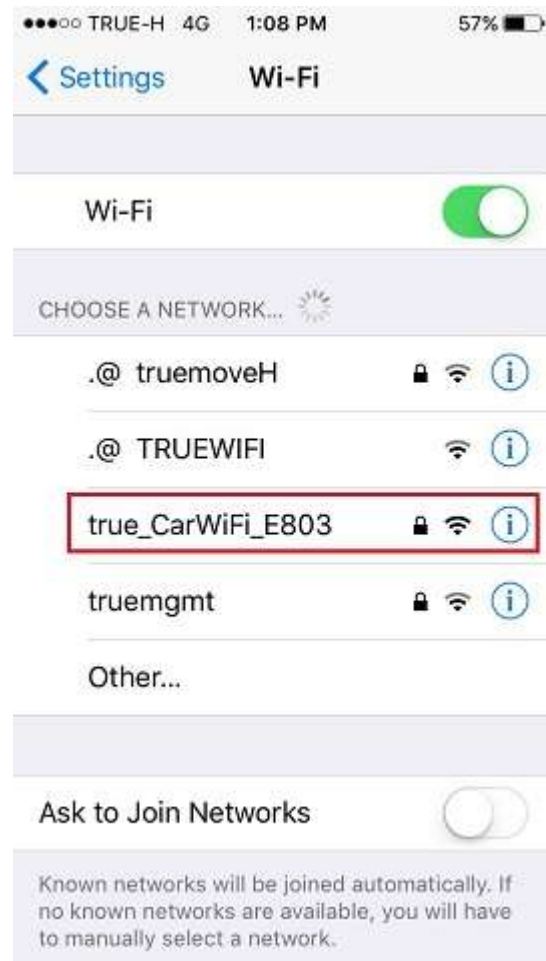 TRUE-H 4G 1:08 PM 57%
Settings Wi-Fi
Wi-Fi
CHOOSE A NETWORK...
.@ truemoveH
.@ TRUEWIFI
true_CarWiFi_E803
truemgmt
Other...
Ask to Join Networks
Known networks will be joined automatically. If
no known networks are available, you will have
to manually select a network.